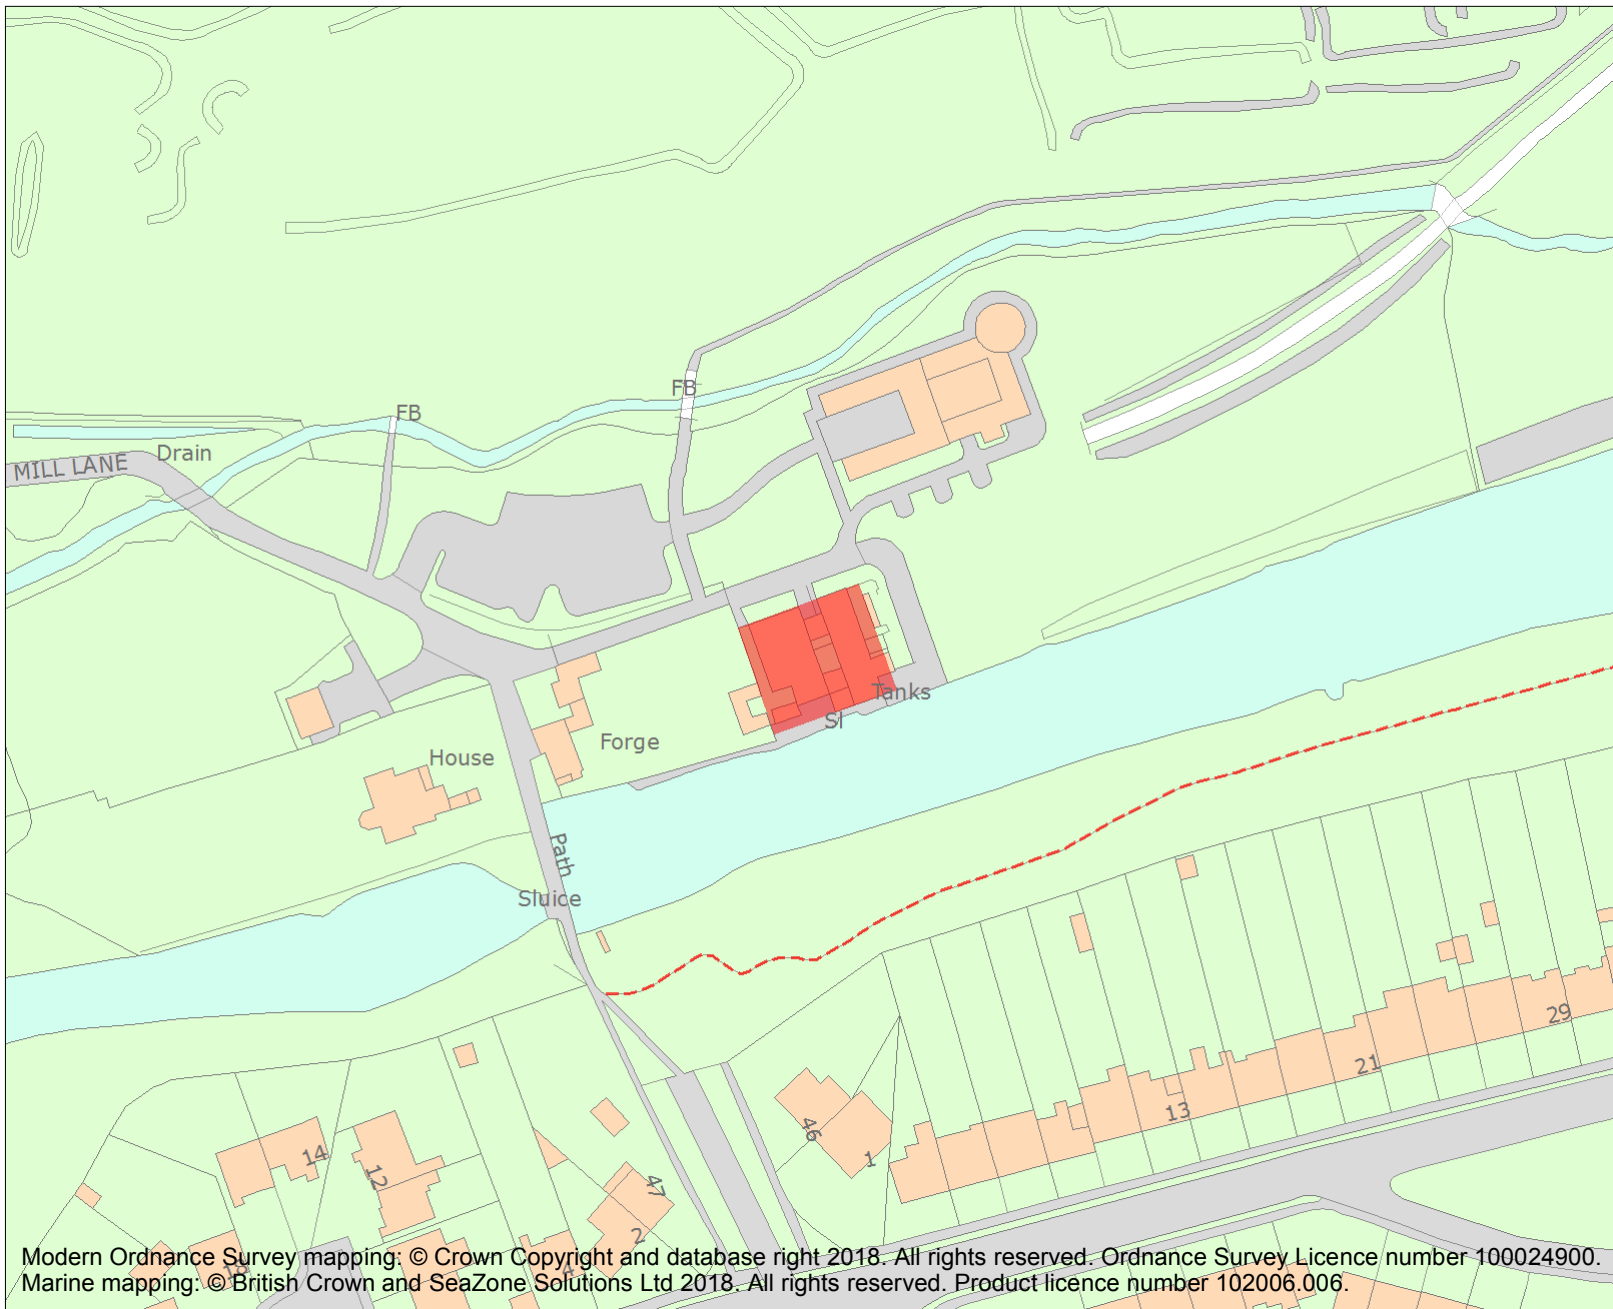 FB
FB
Drain
MILL LANE
Tanks
Sl
Forge
House
Path
Sluice
29
21
13
46
1
14
12
47
2
4
18
Modern Ordnance Survey mapping: © Crown Copyright and database right 2018. All rights reserved. Ordnance Survey Licence number 100024900.
Marine mapping: © British Crown and SeaZone Solutions Ltd 2018. All rights reserved. Product licence number 102006.006.